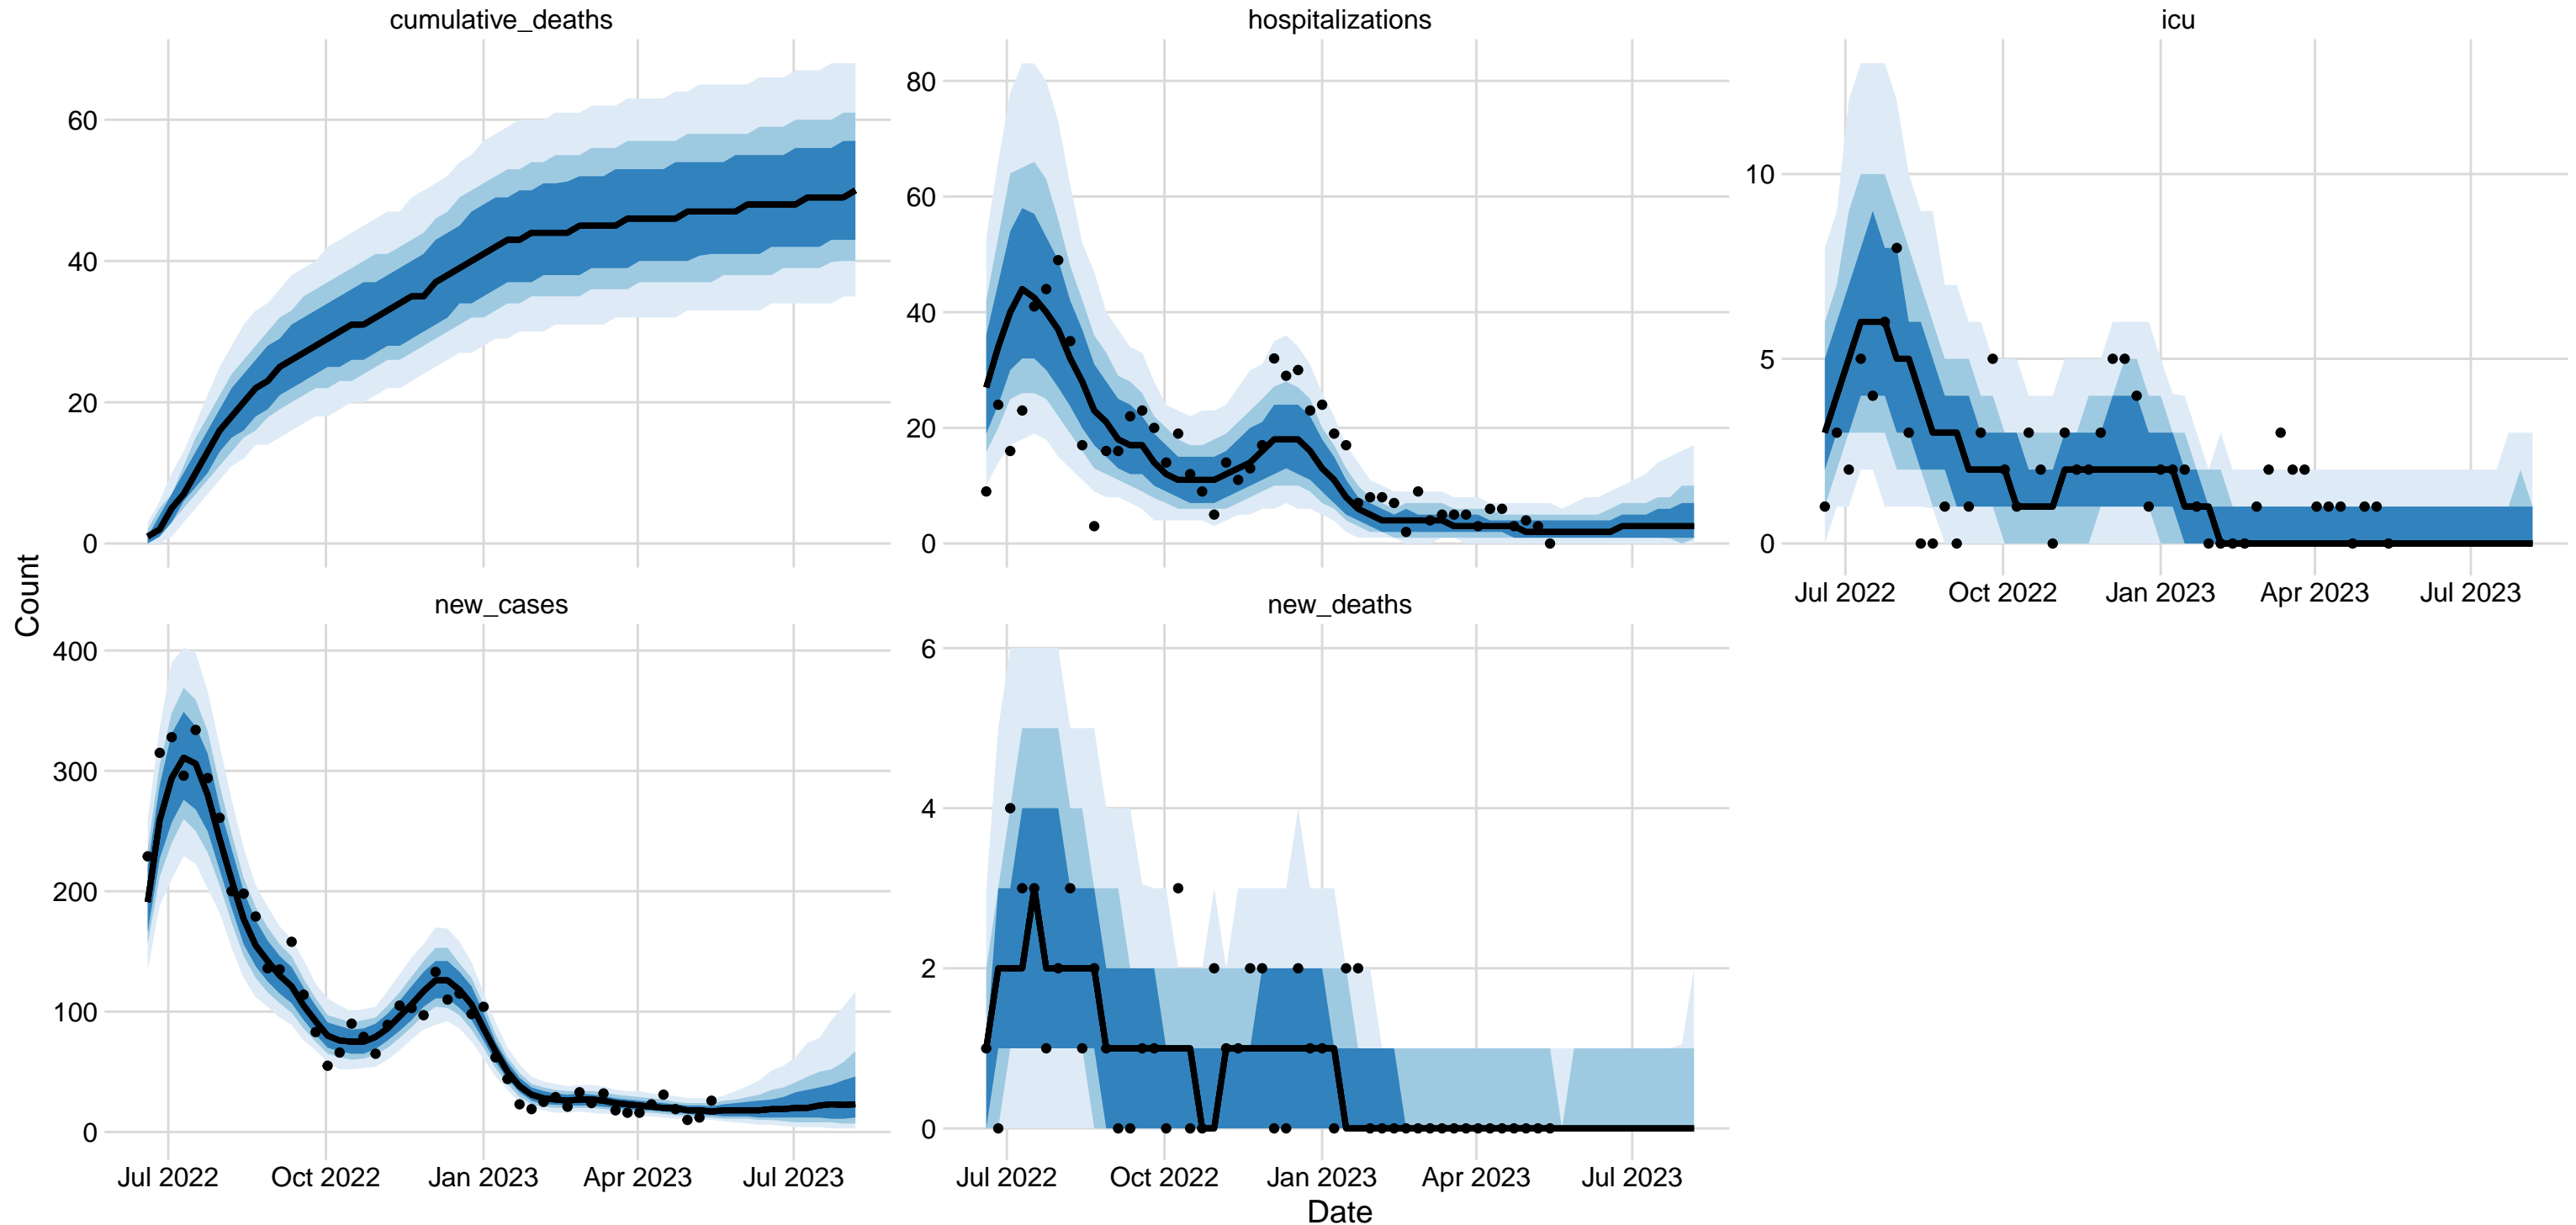 cumulative_deaths
hospitalizations
icu
60
40
20
0
80
60
40
20
0
10
5
0
Jul 2022
Oct 2022
Jan 2023
Apr 2023
Jul 2023
Count
new_cases
new_deaths
400
300
200
100
0
6
4
2
0
Jul 2022
Oct 2022
Jan 2023
Apr 2023
Jul 2023
Jul 2022
Oct 2022
Jan 2023
Apr 2023
Jul 2023
Date